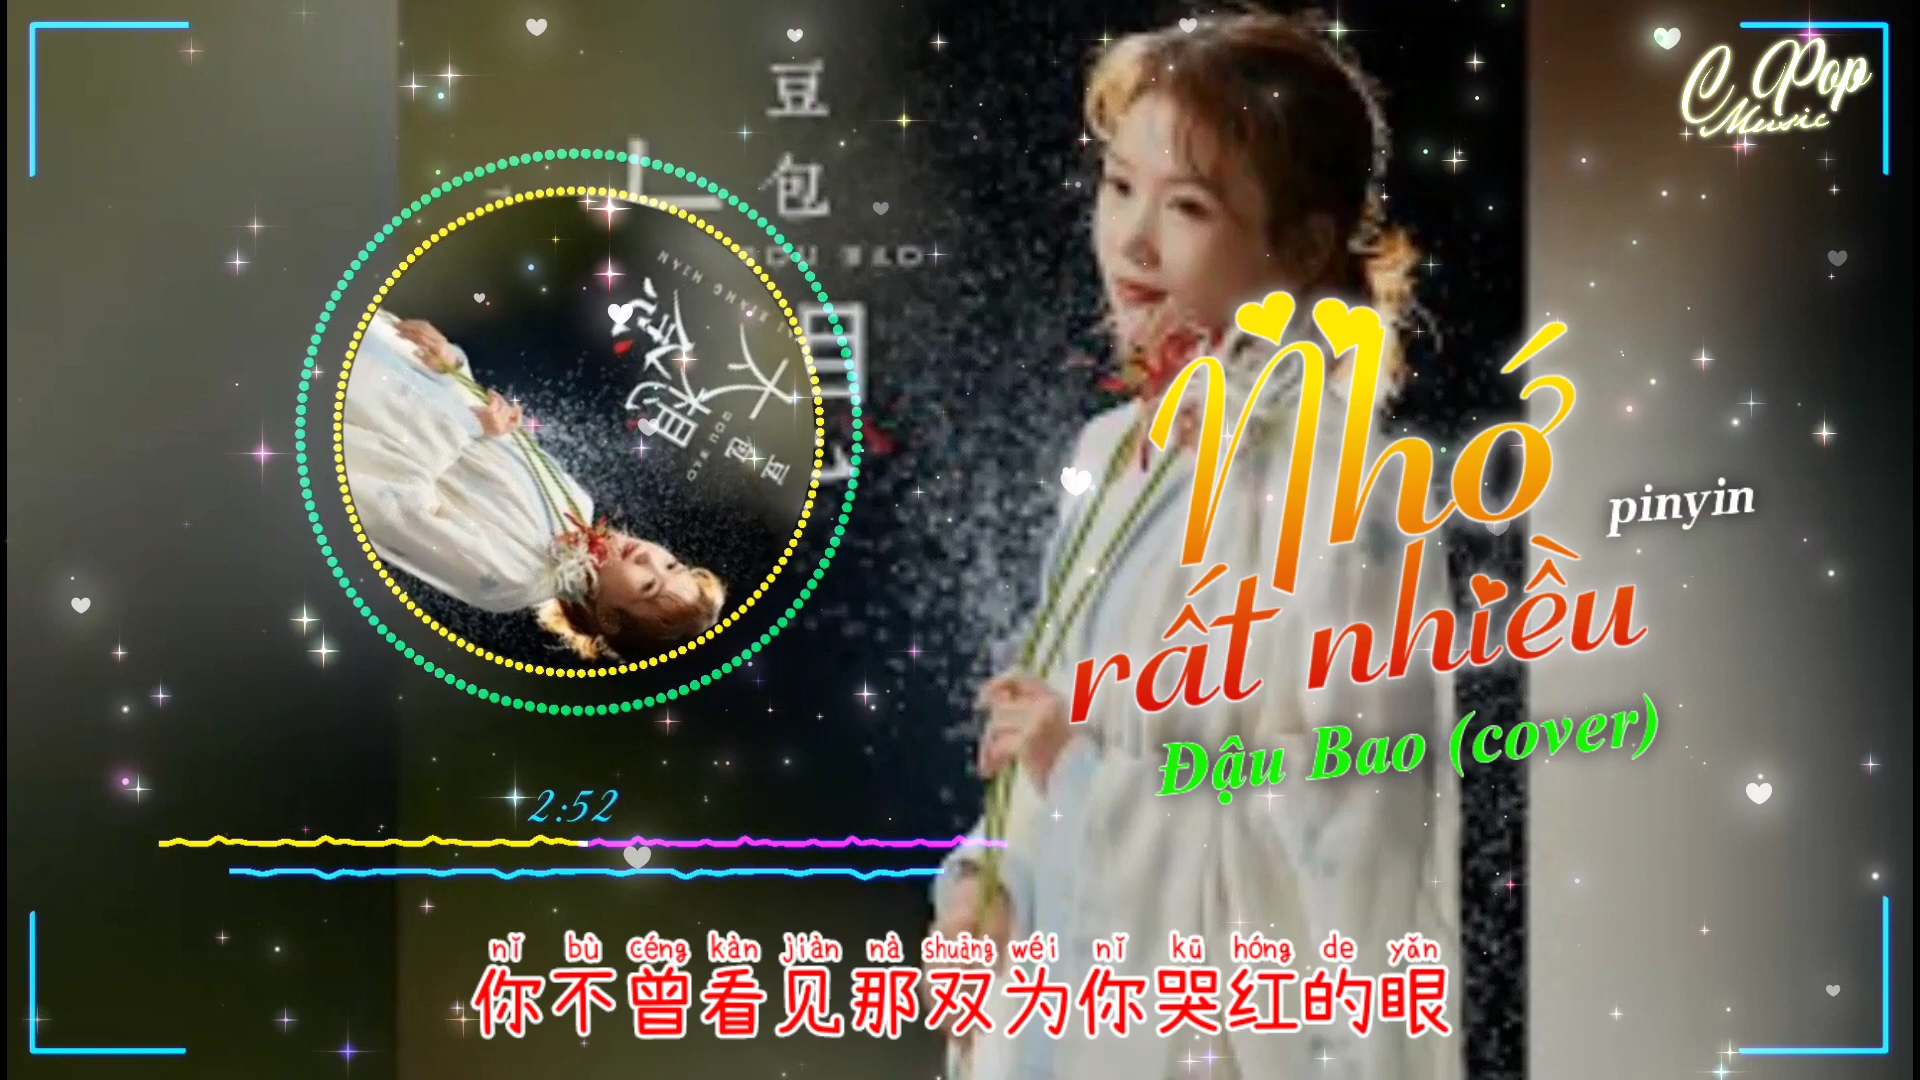 C Pop
Music
豆包
Nhớ
rất nhiều
pinyin
Đậu Bao (cover)
2:52
nǐ bù céng kàn jiàn nà shuāng wéi nǐ kū hóng de yǎn
你不曾看见那双为你哭红的眼